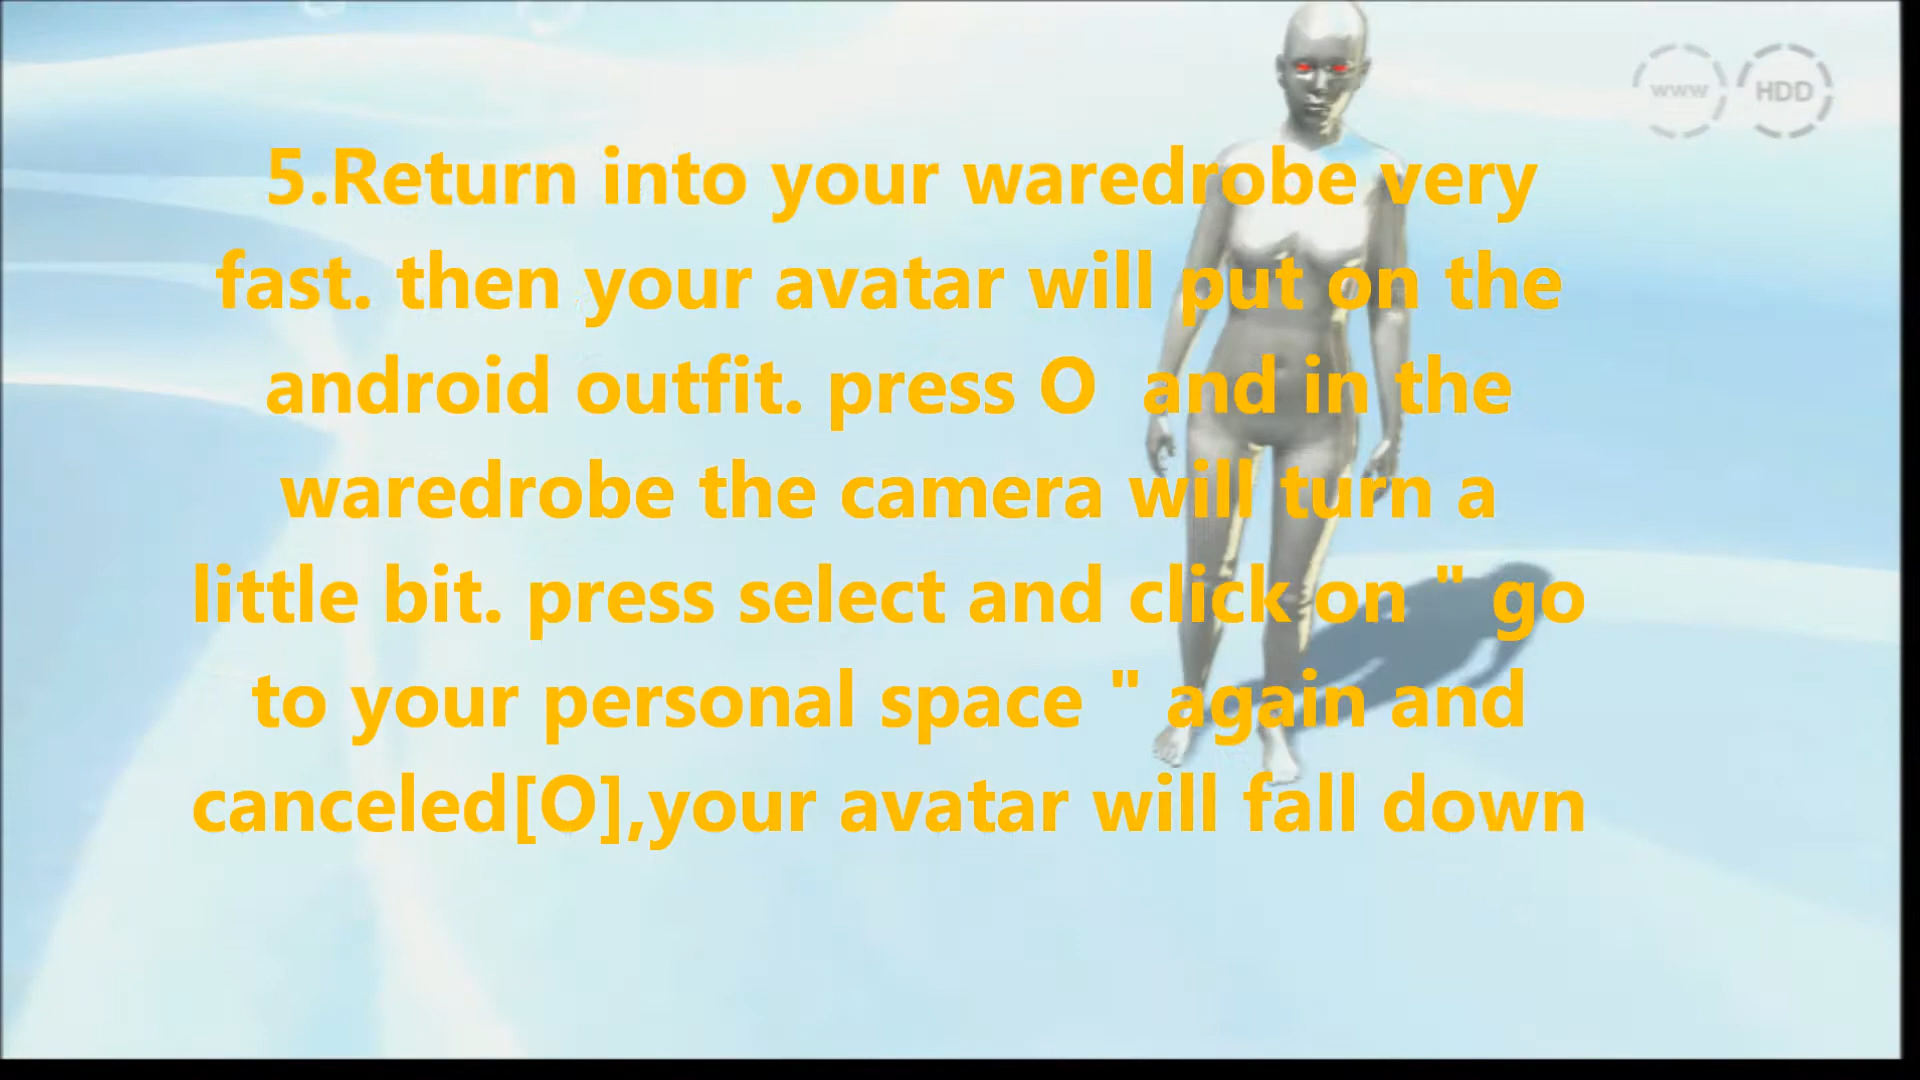 www HDD
5.Return into your waredrobe very
fast. then your avatar will put on the
android outfit. press O  and in the
waredrobe the camera will turn a
little bit. press select and click on " go
to your personal space " again and
canceled[O],your avatar will fall down